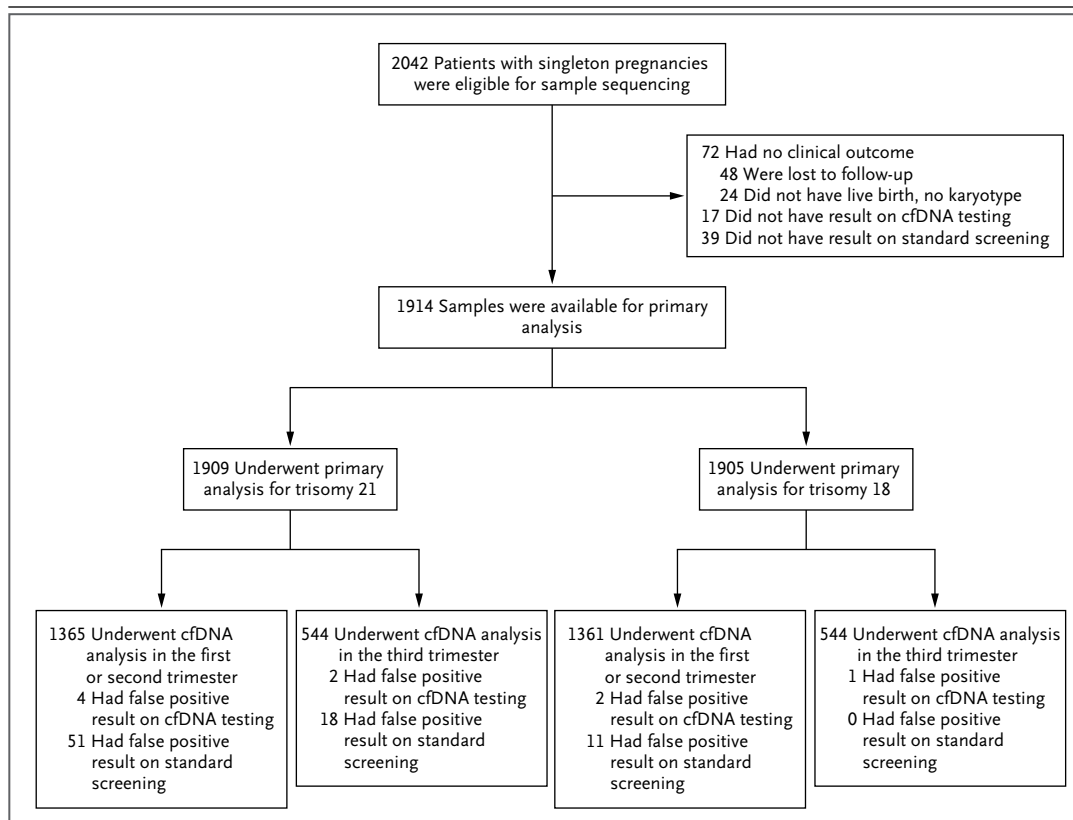 2042 Patients with singleton pregnancies
were eligible for sample sequencing
72 Had no clinical outcome
48 Were lost to follow-up
24 Did not have live birth, no karyotype
17 Did not have result on cfDNA testing
39 Did not have result on standard screening
1914 Samples were available for primary
analysis
1909 Underwent primary
analysis for trisomy 21
1905 Underwent primary
analysis for trisomy 18
1365 Underwent cfDNA
analysis in the first
or second trimester
4 Had false positive
result on cfDNA testing
51 Had false positive
result on standard
screening
544 Underwent cfDNA analysis
in the third trimester
2 Had false positive
result on cfDNA testing
18 Had false positive
result on standard
screening
1361 Underwent cfDNA
analysis in the first
or second trimester
2 Had false positive
result on cfDNA testing
11 Had false positive
result on standard
screening
544 Underwent cfDNA analysis
in the third trimester
1 Had false positive
result on cfDNA testing
0 Had false positive
result on standard
screening